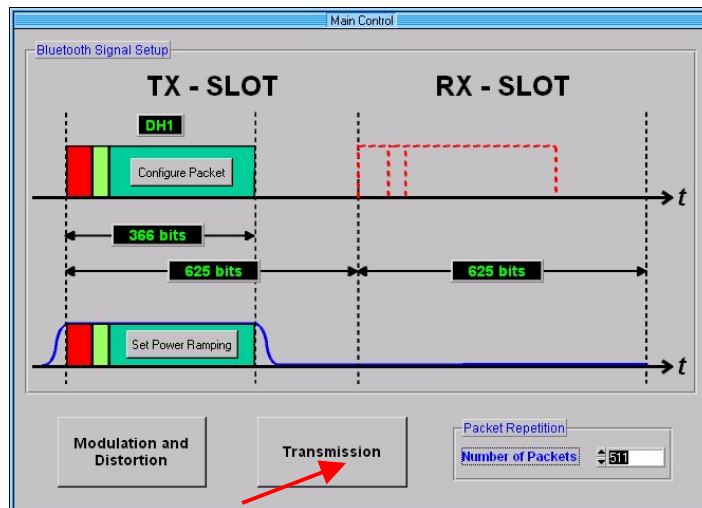 Main Control
Bluetooth Signal Setup
TX - SLOT
RX - SLOT
DH1
Configure Packet
t
366 bits
625 bits
625 bits
Set Power Ramping
t
Modulation and
Distortion
Transmission
Packet Repetition
Number of Packets
511